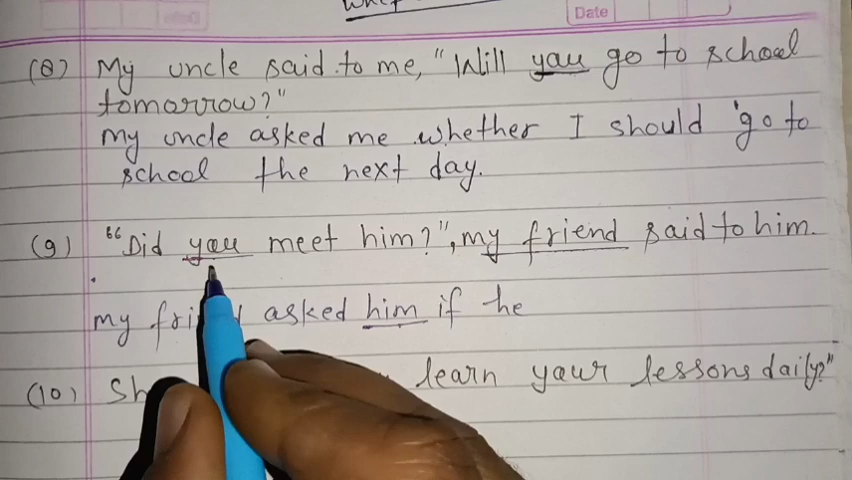 Date
(8) My uncle said to me, "Will you go to school
tomorrow?"
My uncle asked me whether I should go to
school the next day.
(9) "Did you meet him?", my friend said to him.
my asked him if he
(10) learn your lessons daily?"